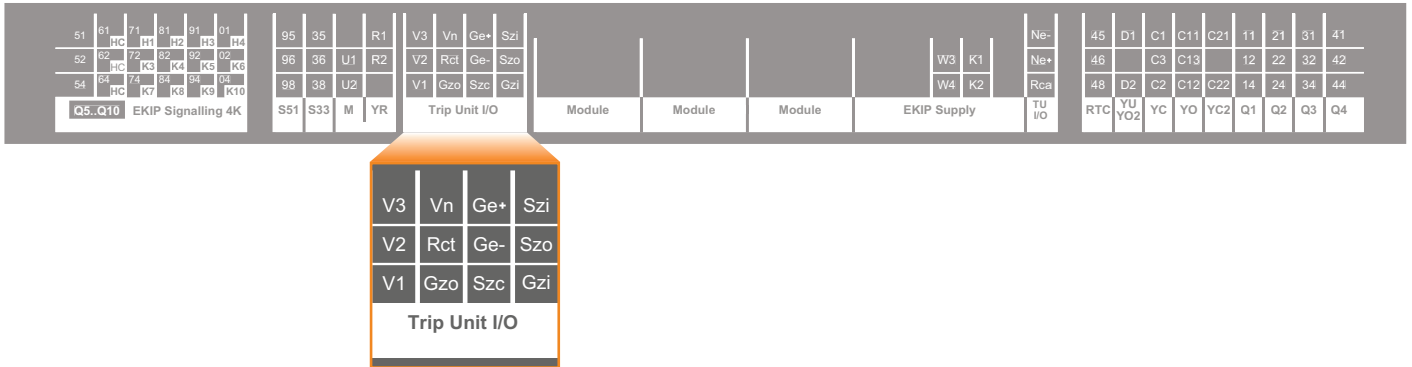 51 61 HC 71 H1 81 H2 91 H3 01 H4 95 35 R1 V3 Vn Ge+ Szi Ne- 45 D1 C1 C11 C21 11 21 31 41
52 62 HC 72 K3 82 K4 92 K5 02 K6 96 36 U1 R2 V2 Rct Ge- Szo W3 K1 Ne+ 46 C3 C13 12 22 32 42
54 64 HC 74 K7 84 K8 94 K9 04 K10 98 38 U2 V1 Gzo Szc Gzi W4 K2 Rca 48 D2 C2 C12 C22 14 24 34 44
Q5..Q10 EKIP Signalling 4K S51 S33 M YR Trip Unit I/O Module Module Module EKIP Supply TU I/O RTC YU YO2 YC YO YC2 Q1 Q2 Q3 Q4
V3 Vn Ge+ Szi
V2 Rct Ge- Szo
V1 Gzo Szc Gzi
Trip Unit I/O